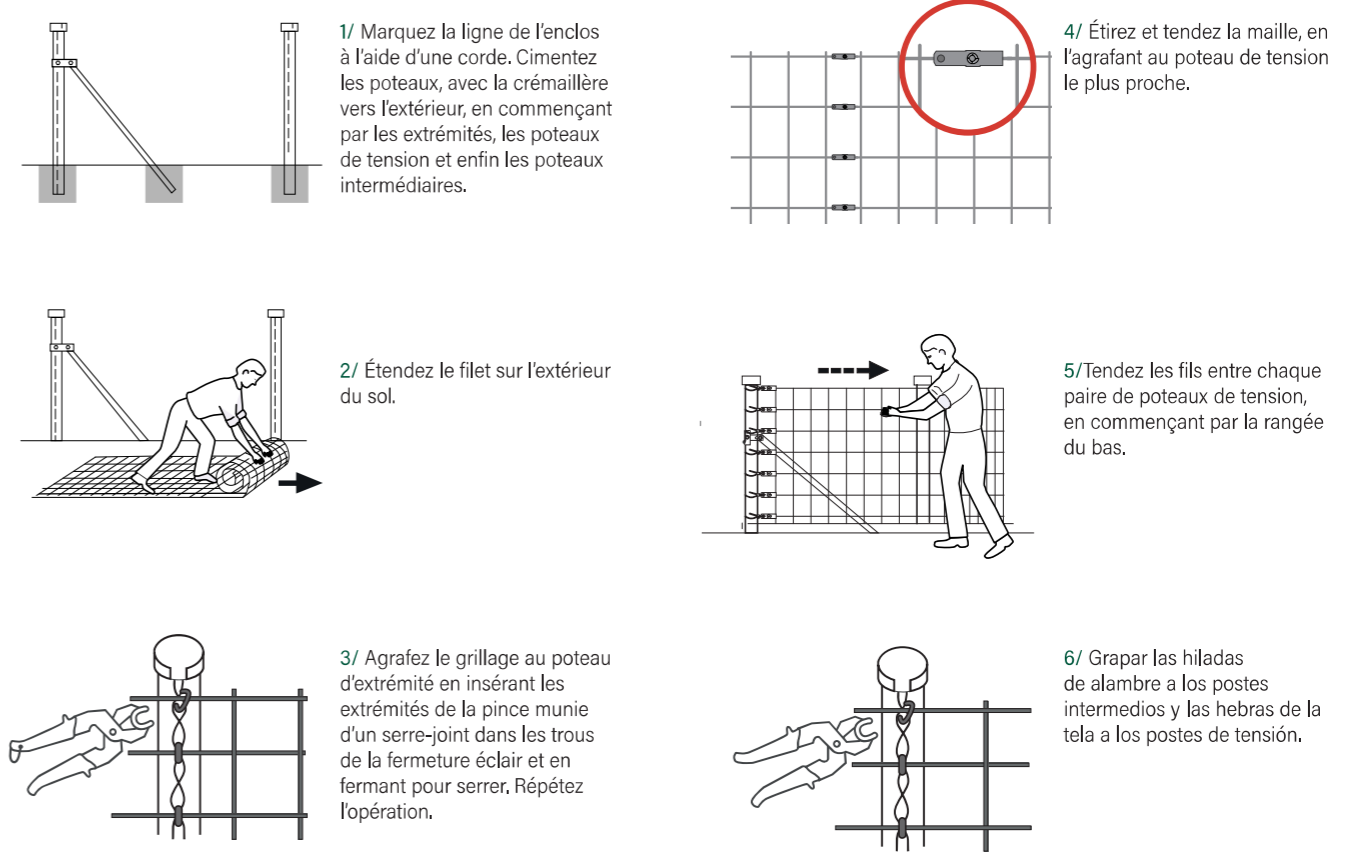 1/ Marquez la ligne de l'enclos
à l'aide d'une corde. Cimentez
les poteaux, avec la crémaillère
vers l'extérieur, en commençant
par les extrémités, les poteaux
de tension et enfin les poteaux
intermédiaires.
2/ Étendez le filet sur l'extérieur
du sol.
3/ Agrafez le grillage au poteau
d'extrémité en insérant les
extrémités de la pince munie
d'un serre-joint dans les trous
de la fermeture éclair et en
fermant pour serrer. Répétez
l'opération.
4/ Étirez et tendez la maille, en
l'agrafant au poteau de tension
le plus proche.
5/Tendez les fils entre chaque
paire de poteaux de tension,
en commençant par la rangée
du bas.
6/ Grapar las hiladas
de alambre a los postes
intermedios y las hebras de la
tela a los postes de tensión.